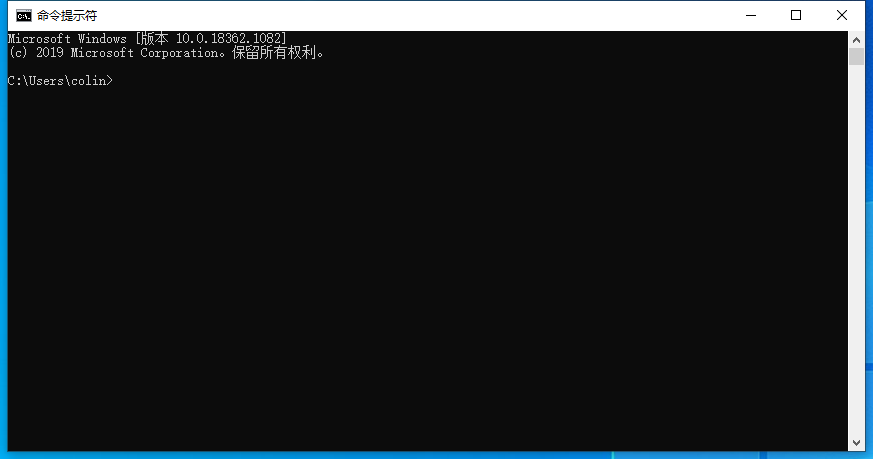 命令提示符
Microsoft Windows [版本 10.0.18362.1082]
(c) 2019 Microsoft Corporation。保留所有权利。
C:\Users\colin>